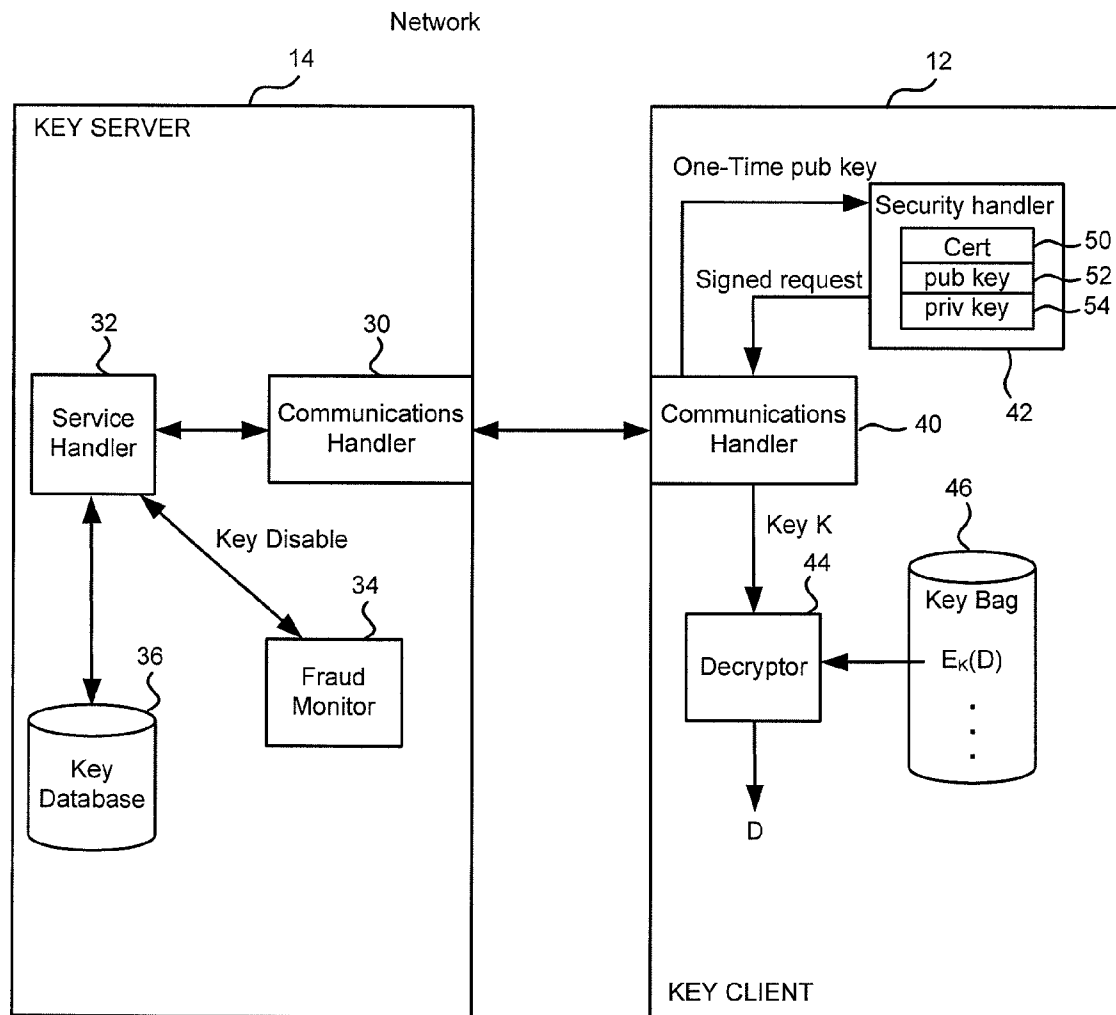 Network
14
12
KEY SERVER
One-Time pub key
Security handler
Cert
50
pub key
52
priv key
54
Signed request
42
32
30
Service
Handler
Communications
Handler
Communications
Handler
40
Key Disable
Key K
46
34
44
Key Bag
Fraud
Monitor
Decryptor
EK(D)
.
.
.
36
Key
Database
D
KEY CLIENT